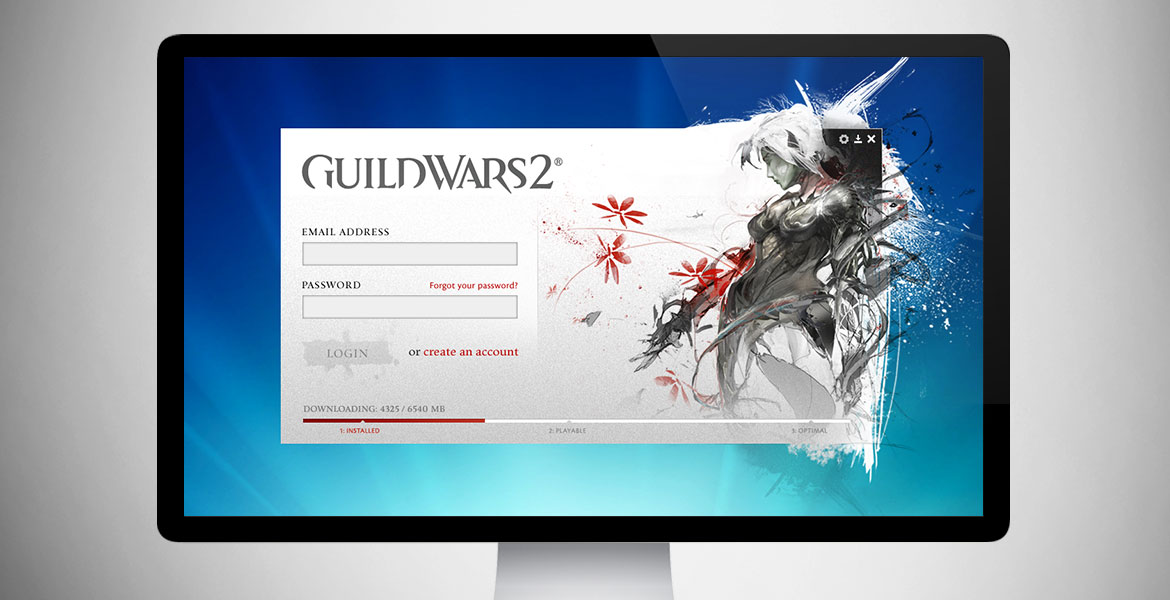 GUILDWARS2®
EMAIL ADDRESS
PASSWORD Forgot your password?
LOGIN or create an account
DOWNLOADING: 4325 / 6540 MB
1: INSTALLED 2: PLAYABLE 3: OPTIMAL